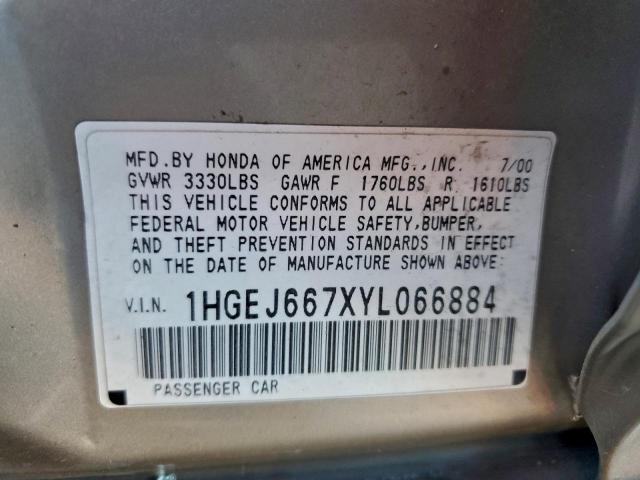 MFD.BY HONDA OF AMERICA MFG.,INC. 7/00
GVWR 3330LBS GAWR F 1760LBS R 1610LBS
THIS VEHICLE CONFORMS TO ALL APPLICABLE
FEDERAL MOTOR VEHICLE SAFETY,BUMPER,
AND THEFT PREVENTION STANDARDS IN EFFECT
ON THE DATE OF MANUFACTURE SHOWN ABOVE:
V.I.N. 1HGEJ667XYL066884
PASSENGER CAR